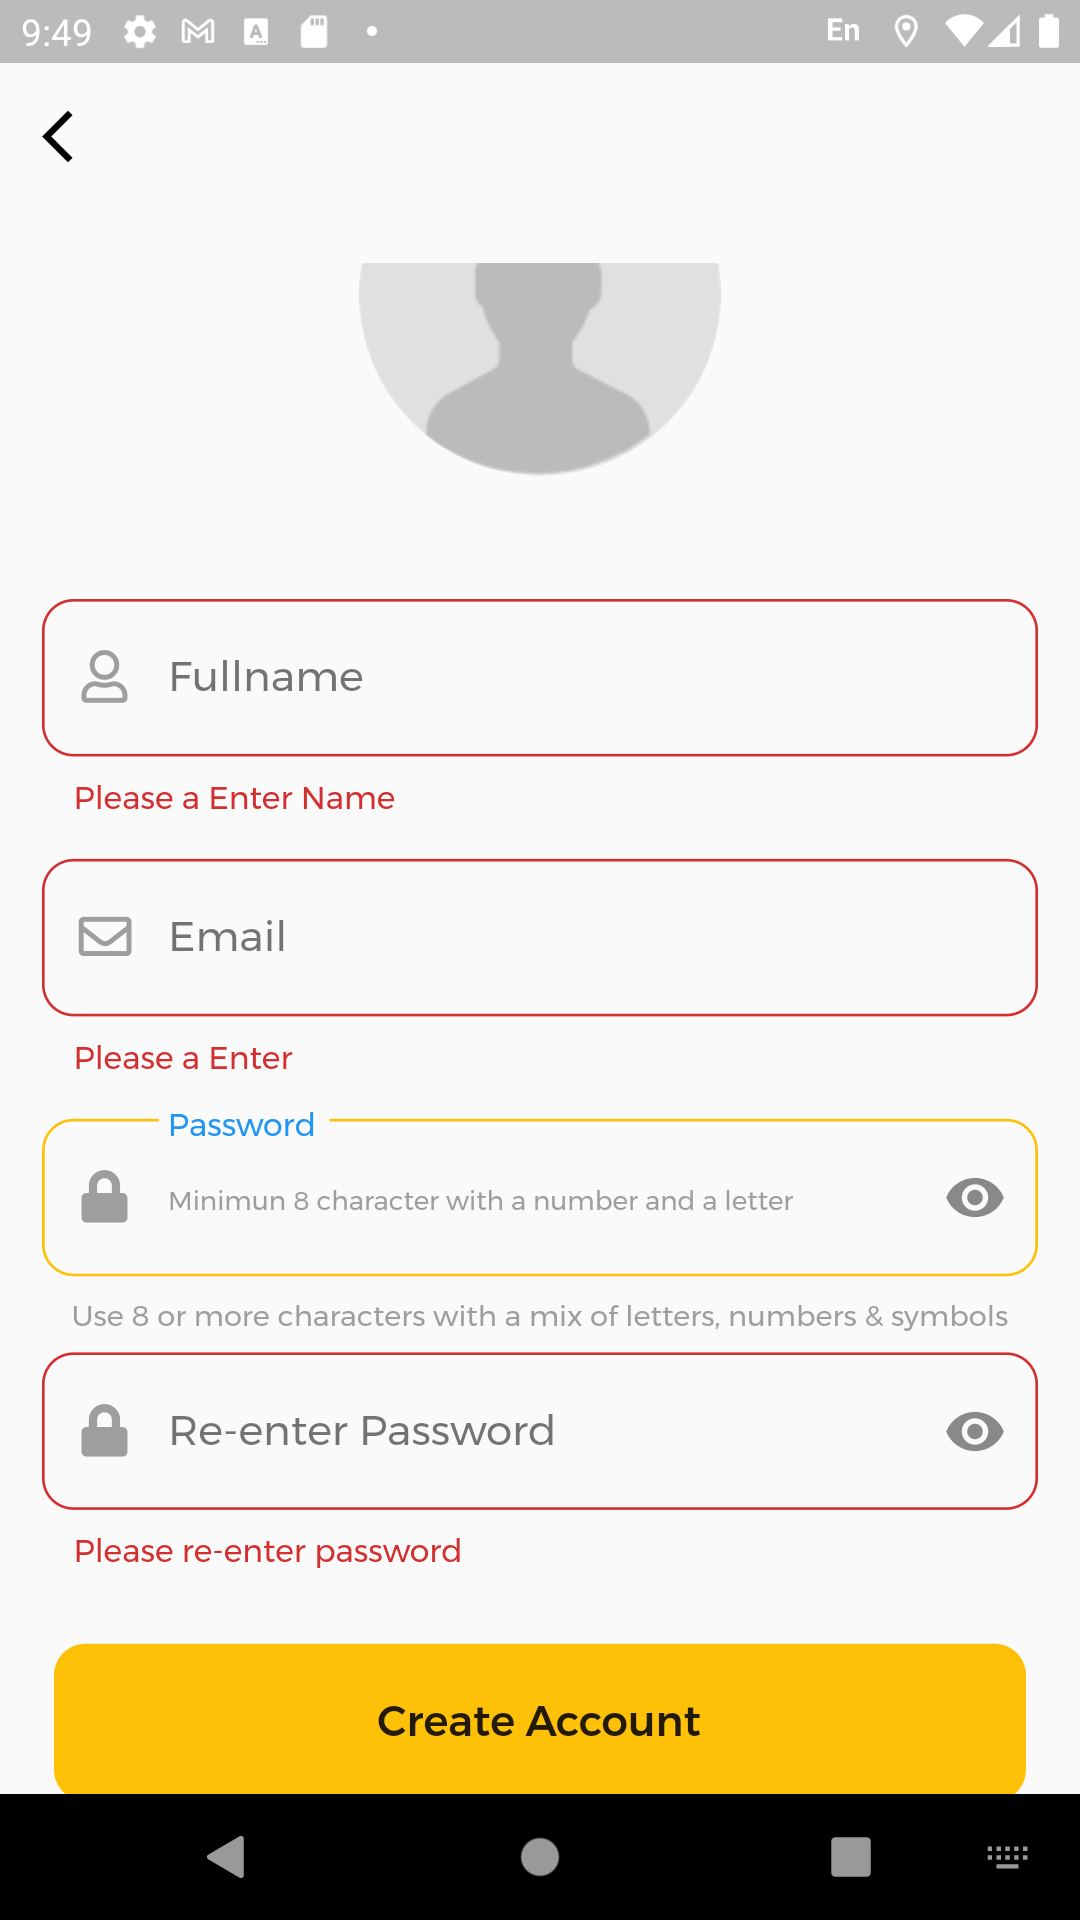 9:49
En
Fullname
Please a Enter Name
Email
Please a Enter
Password
Minimun 8 character with a number and a letter
Use 8 or more characters with a mix of letters, numbers & symbols
Re-enter Password
Please re-enter password
Create Account